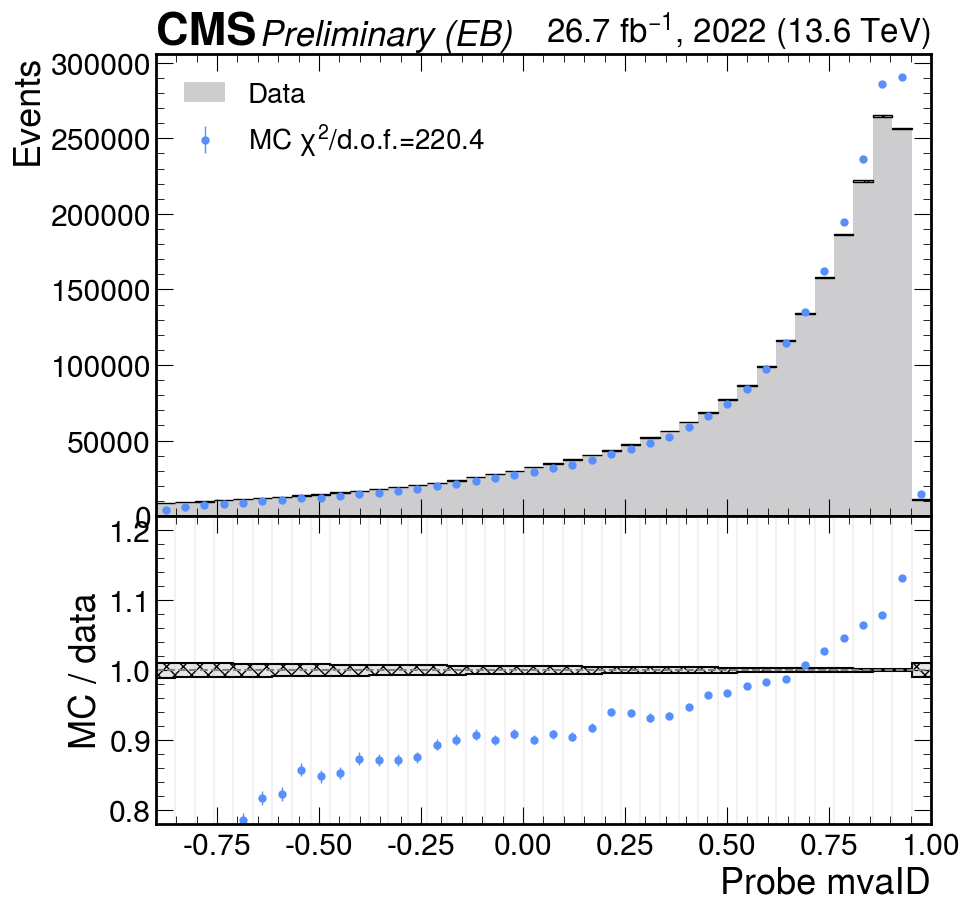 CMS Preliminary (EB) 26.7 fb⁻¹, 2022 (13.6 TeV)
Events
300000
250000
200000
150000
100000
50000
0
Data
MC χ²/d.o.f.=220.4
MC / data
1.2
1.1
1.0
0.9
0.8
-0.75 -0.50 -0.25 0.00 0.25 0.50 0.75 1.00
Probe mvaID